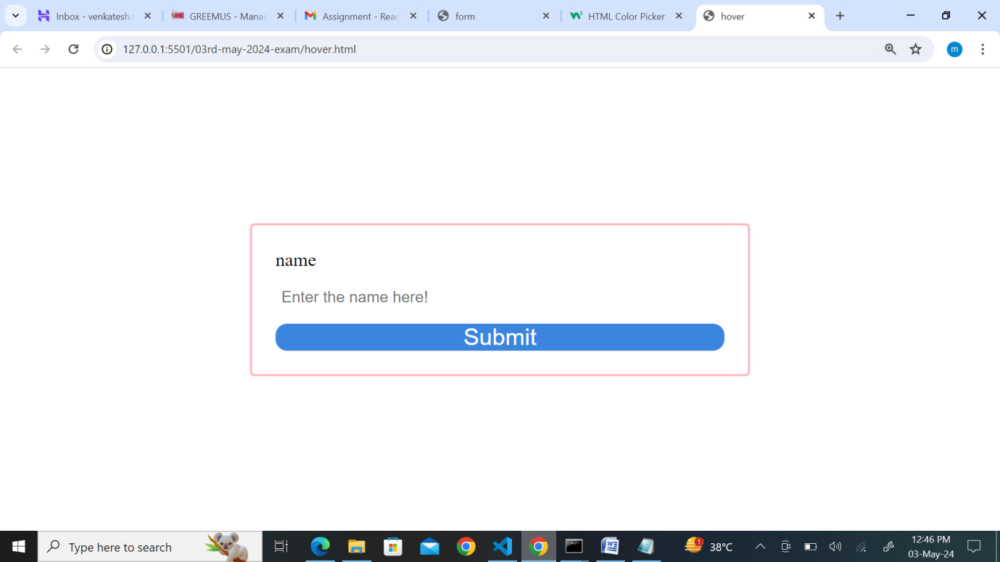 Inbox - venkatesh.r
GREEMUS - Manag
Assignment - Reac
form
HTML Color Picker
hover
127.0.0.1:5501/03rd-may-2024-exam/hover.html
m
name
Enter the name here!
Submit
Type here to search
1
38°C
12:46 PM
03-May-24